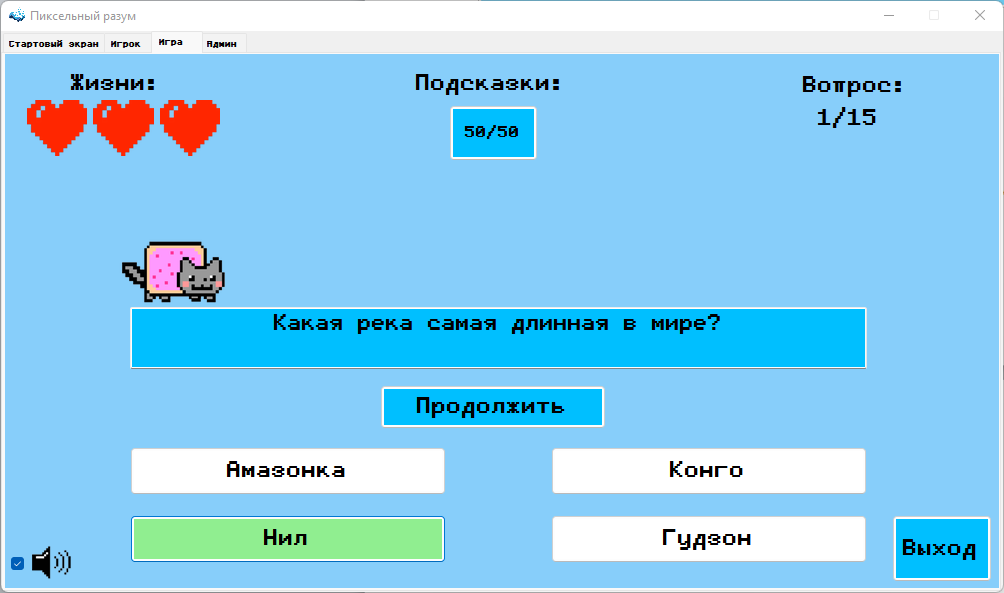 Пиксельный разум
Стартовый экран Игрок Игра Админ
Жизни: Подсказки: Вопрос:
50/50 1/15
Какая река самая длинная в мире?
Продолжить
Амазонка Конго
Нил Гудзон
Выход